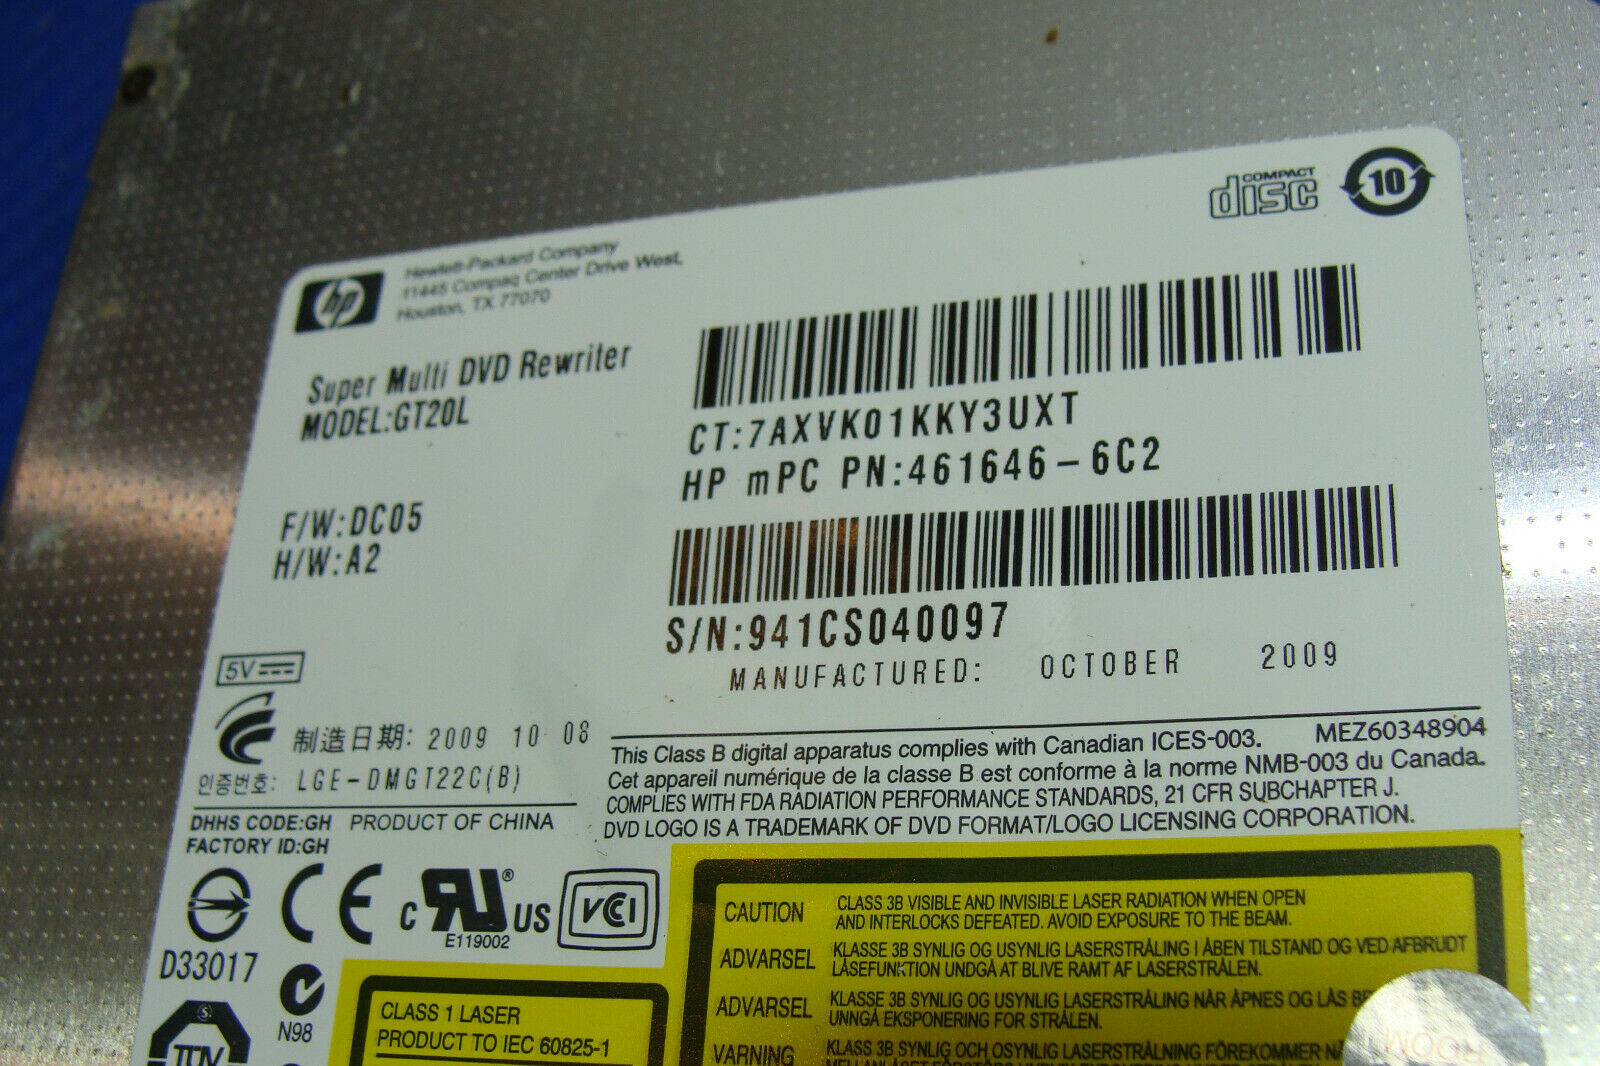 COMPACT
disc
10
hp
Hewlett-Packard Company
11445 Compaq Center Drive West,
Houston, TX 77070
Super Multi DVD Rewriter
MODEL:GT20L
CT:7AXVK01KKY3UXT
HP mPC PN:461646-6C2
F/W:DC05
H/W:A2
S/N:941CS040097
MANUFACTURED: OCTOBER 2009
5V
制造日期: 2009 10 08
인증번호: LGE-DMGT22C(B)
DHHS CODE:GH PRODUCT OF CHINA
FACTORY ID:GH
MEZ60348904
This Class B digital apparatus complies with Canadian ICES-003.
Cet appareil numérique de la classe B est conforme à la norme NMB-003 du Canada.
COMPLIES WITH FDA RADIATION PERFORMANCE STANDARDS, 21 CFR SUBCHAPTER J.
DVD LOGO IS A TRADEMARK OF DVD FORMAT/LOGO LICENSING CORPORATION.
D33017
CE
c RU® US
E119002
VCI
N98
S
TÜV
CLASS 1 LASER
PRODUCT TO IEC 60825-1
CAUTION CLASS 3B VISIBLE AND INVISIBLE LASER RADIATION WHEN OPEN
AND INTERLOCKS DEFEATED. AVOID EXPOSURE TO THE BEAM.
ADVARSEL KLASSE 3B SYNLIG OG USYNLIG LASERSTRÅLING I ÅBEN TILSTAND OG VED AFBRUDT
LÅSEFUNKTION UNDGÅ AT BLIVE RAMT AF LASERSTRÅLEN.
ADVARSEL KLASSE 3B SYNLIG OG USYNLIG LASERSTRÅLING NÅR ÅPNES OG LÅS
UNNGÅ EKSPONERING FOR STRÅLEN.
VARNING KLASS 3B SYNLIG OCH OSYNLIG LASERSTRÅLNING FÖREKOMMER
ROOM